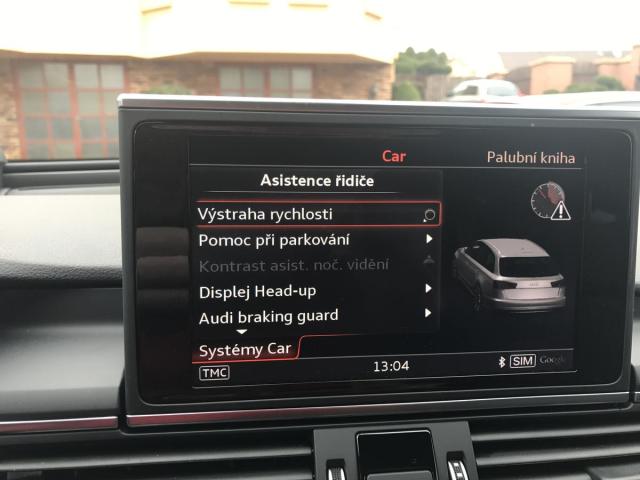 Car
Palubní kniha
Asistence řidiče
Výstraha rychlosti
Pomoc při parkování
Kontrast asist. noč. vidění
Displej Head-up
Audi braking guard
Systémy Car
TMC
13:04
SIM
Google